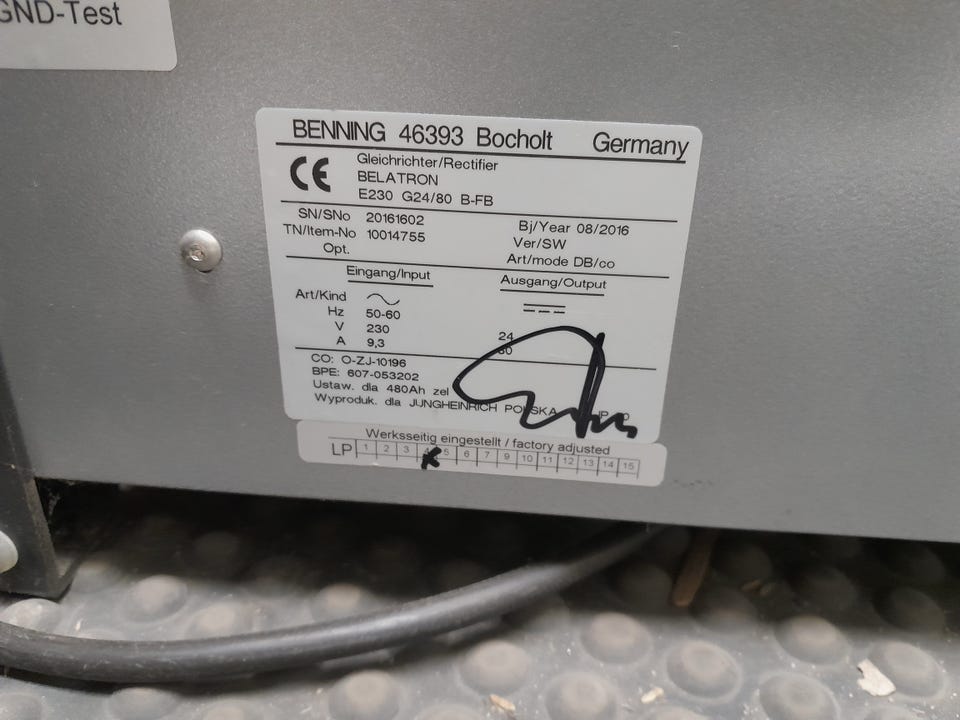 GND-Test
BENNING 46393 Bocholt Germany
CE
Gleichrichter/Rectifier
BELATRON
E230 G24/80 B-FB
SN/SNo 20161602
TN/Item-No 10014755
Opt.
Bj/Year 08/2016
Ver/SW
Art/mode DB/co
Eingang/Input Ausgang/Output
Art/Kind
Hz 50-60
V 230 24
A 9,3 80
CO: O-ZJ-10196
BPE: 607-053202
Ustaw. dla 480Ah zel
Wyproduk. dla JUNGHEINRICH POLSKA IP
Werksseitig eingestellt / factory adjusted
LP 1 2 3 4 5 6 7 9 10 11 12 13 14 15